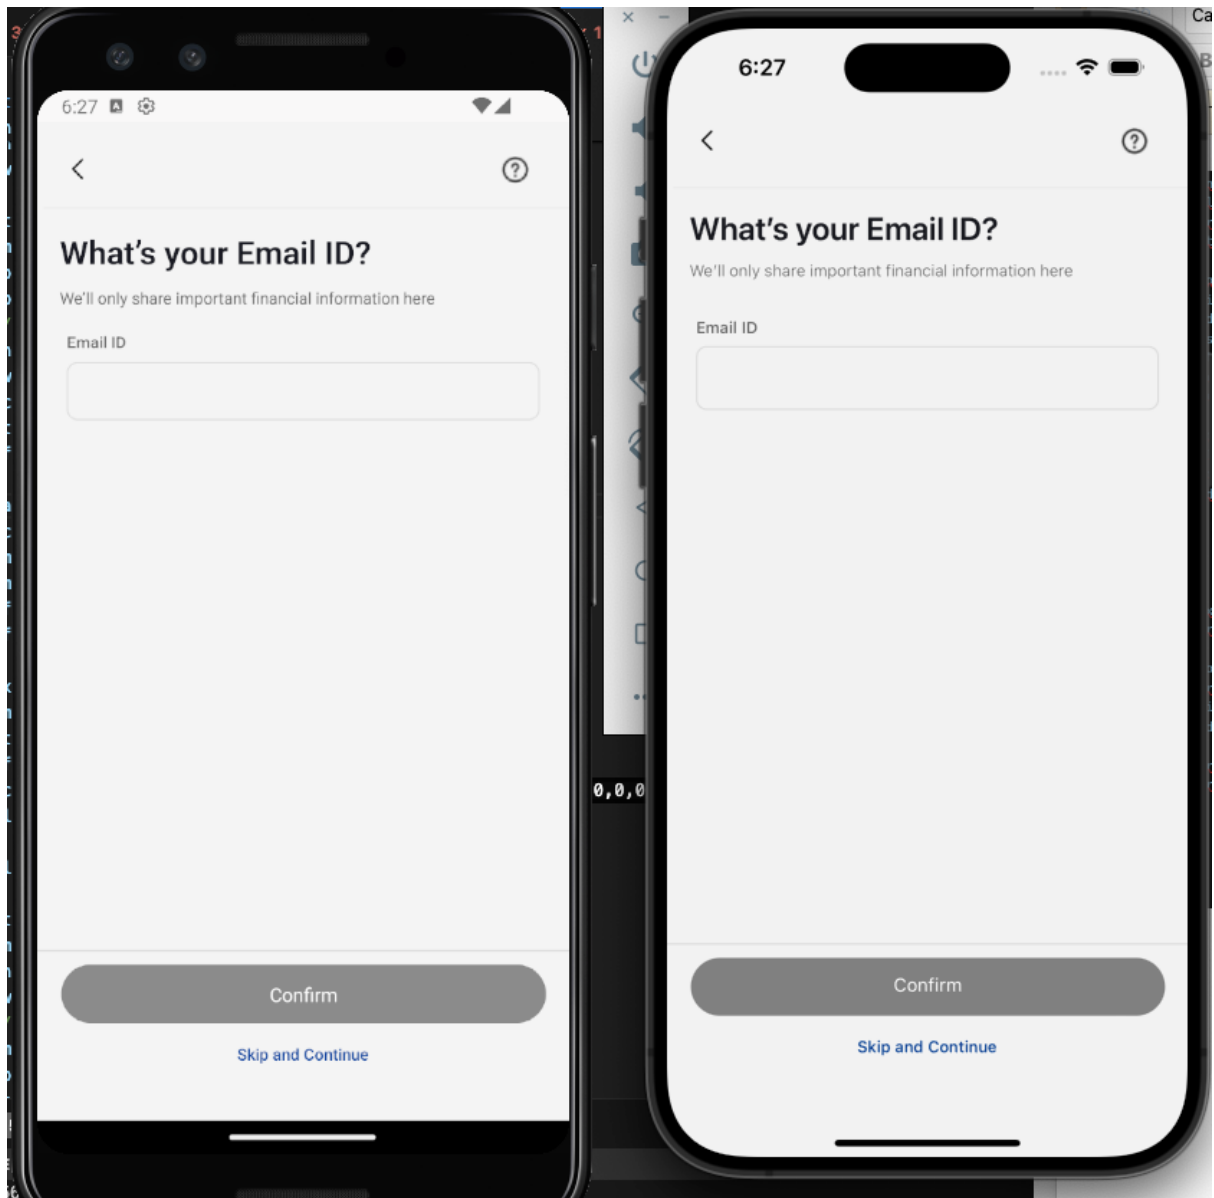 6:27
What's your Email ID?
We'll only share important financial information here
Email ID
Confirm
Skip and Continue
0,0,0
6:27
What's your Email ID?
We'll only share important financial information here
Email ID
Confirm
Skip and Continue
Ca